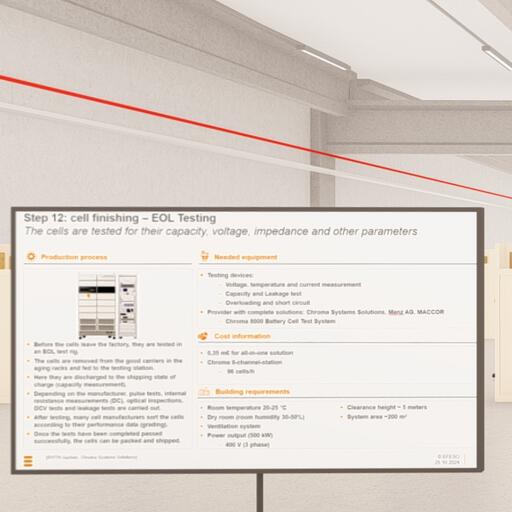 Step 12: cell finishing – EOL Testing
The cells are tested for their capacity, voltage, impedance and other parameters
Production process
Before the cells leave the factory, they are tested in
an EOL test rig.
The cells are removed from the good carriers in the
aging racks and fed to the testing station.
Here they are discharged to the shipping state of
charge (capacity measurement).
Depending on the manufacturer, pulse tests, internal
resistance measurements (DC), optical inspections,
OCV tests and leakage tests are carried out.
After testing, many cell manufacturers sort the cells
according to their performance data (grading).
Once the tests have been completed passed
successfully, the cells can be packed and shipped.
Needed equipment
Testing devices:
Voltage, temperature and current measurement
Capacity and Leakage test
Overloading and short circuit
Provider with complete solutions: Chroma Systems Solutions, Manz AG, MACCOR
Chroma 8000 Battery Cell Test System
Cost information
0,35 m€ for all-in-one solution
Chroma 8-channel-station
96 cells/h
Building requirements
Room temperature 20-25 °C
Dry room (room humidity 30-50%)
Ventilation system
Power output (500 kW)
400 V (3 phase)
Clearance height ~ 5 meters
System area ~200 m²
Chroma Systems Solutions
© EFESO
25.10.2024